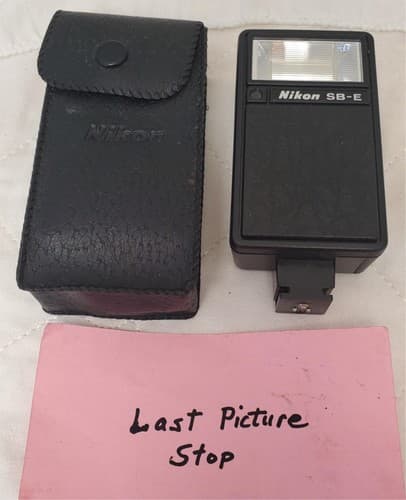 Nikon
Nikon SB-E
Last Picture
Stop